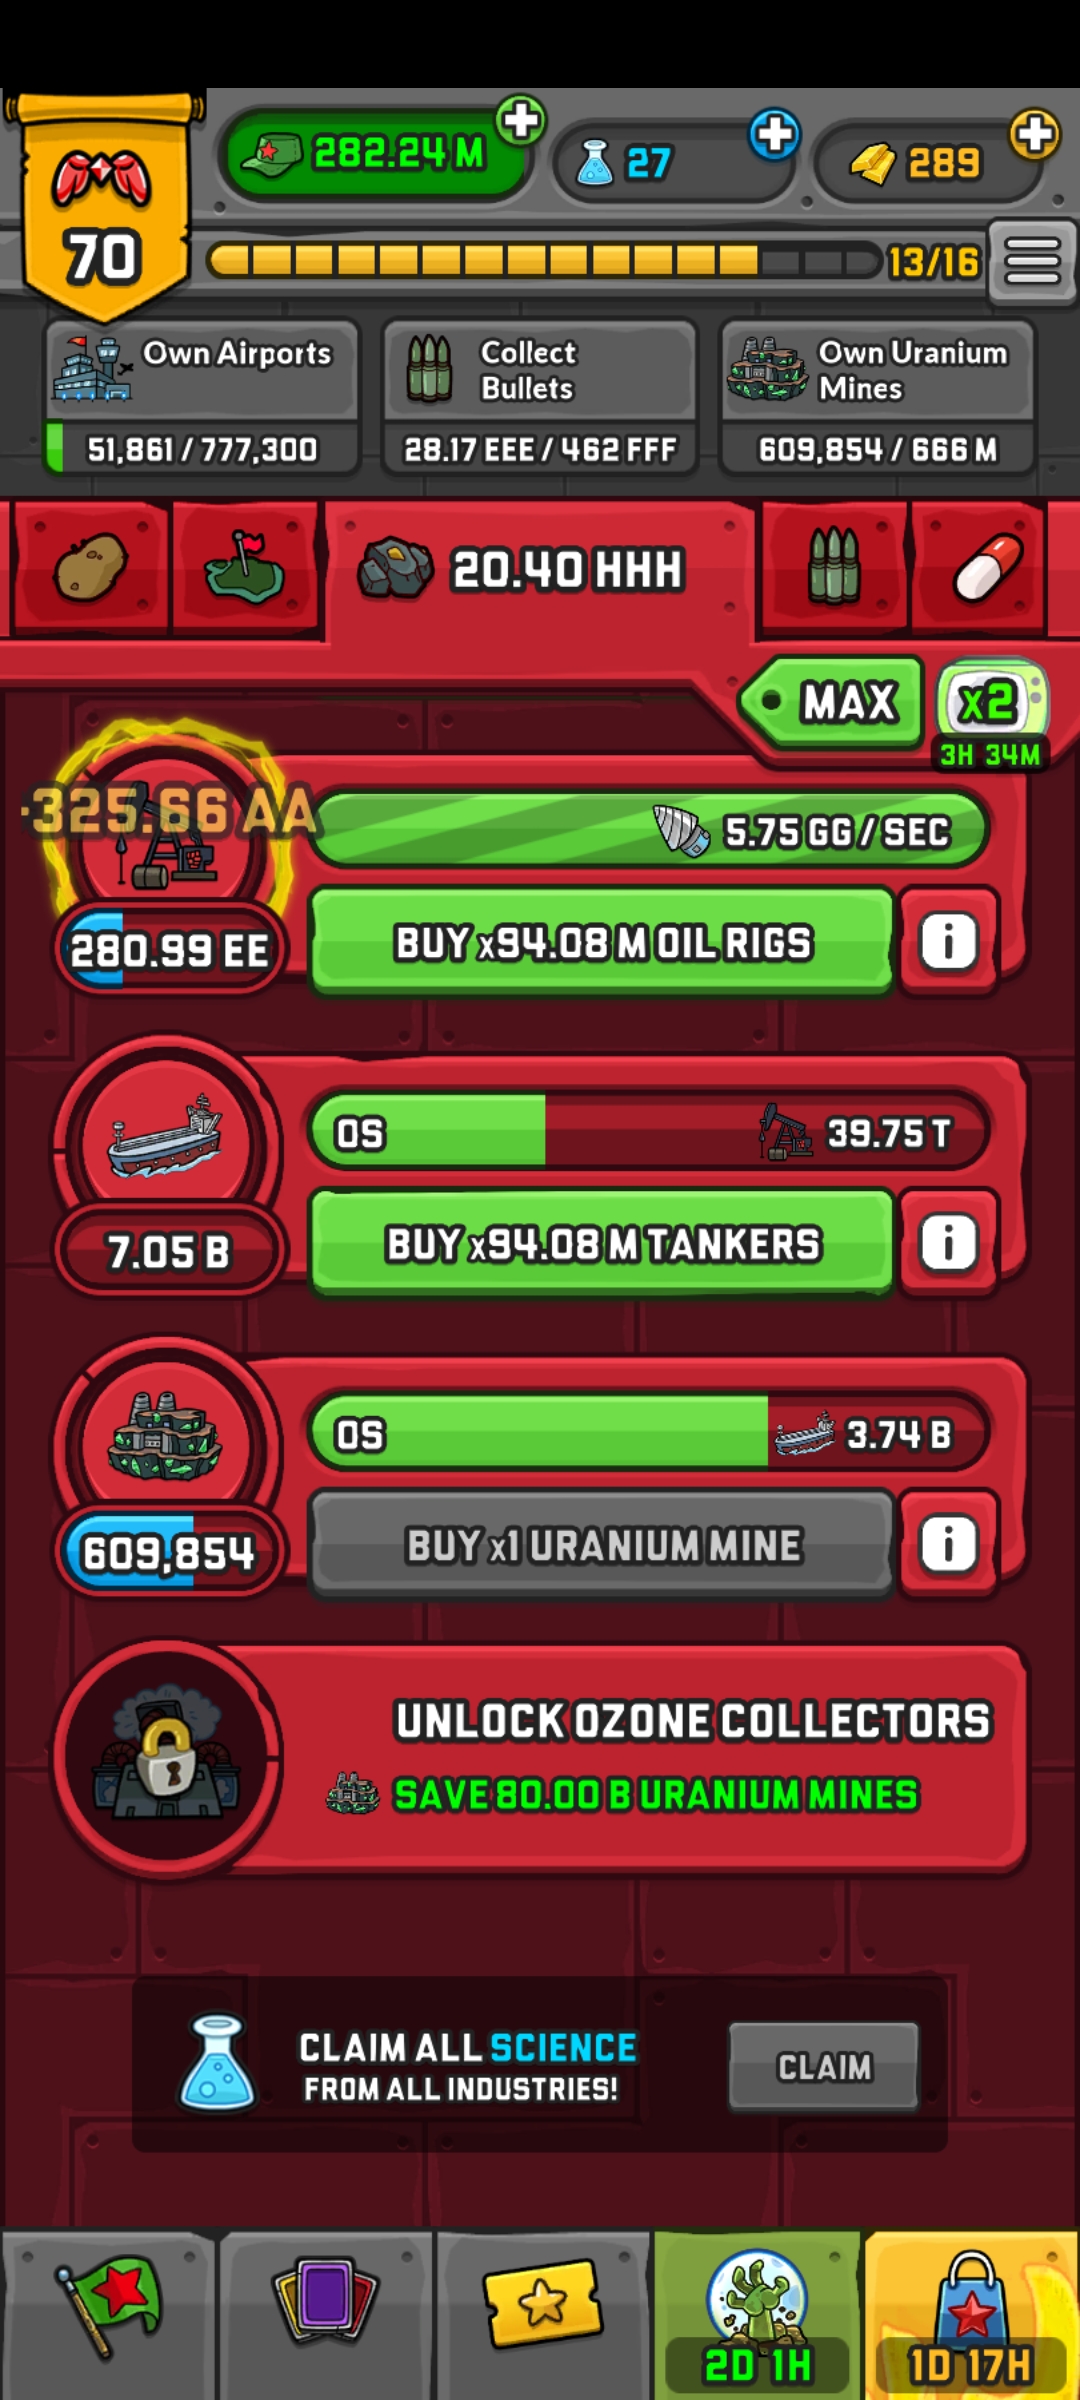 282.24 M
27
289
70
13/16
Own Airports
51,861 / 777,300
Collect
Bullets
28.17 EEE / 462 FFF
Own Uranium
Mines
609,854 / 666 M
20.40 HHH
MAX
x2
3H 34M
325.66 AA
5.75 GG / SEC
280.99 EE
BUY x94.08 M OIL RIGS
i
0S
39.75 T
7.05 B
BUY x94.08 M TANKERS
i
0S
3.74 B
609,854
BUY x1 URANIUM MINE
i
UNLOCK OZONE COLLECTORS
SAVE 80.00 B URANIUM MINES
CLAIM ALL SCIENCE
FROM ALL INDUSTRIES!
CLAIM
2D 1H
1D 17H